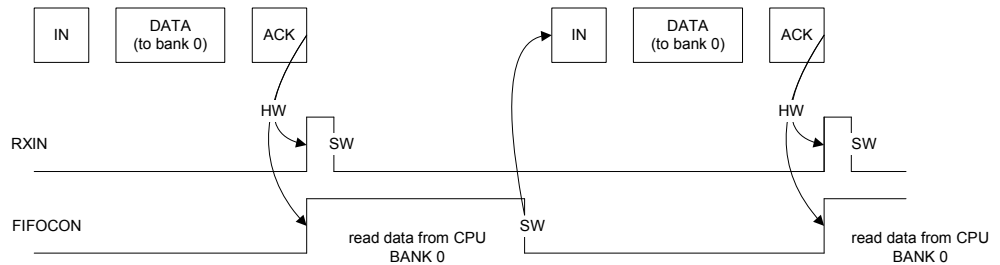 IN
DATA
(to bank 0)
ACK
IN
DATA
(to bank 0)
ACK
HW
HW
RXIN
SW
SW
FIFOCON
SW
read data from CPU
BANK 0
read data from CPU
BANK 0